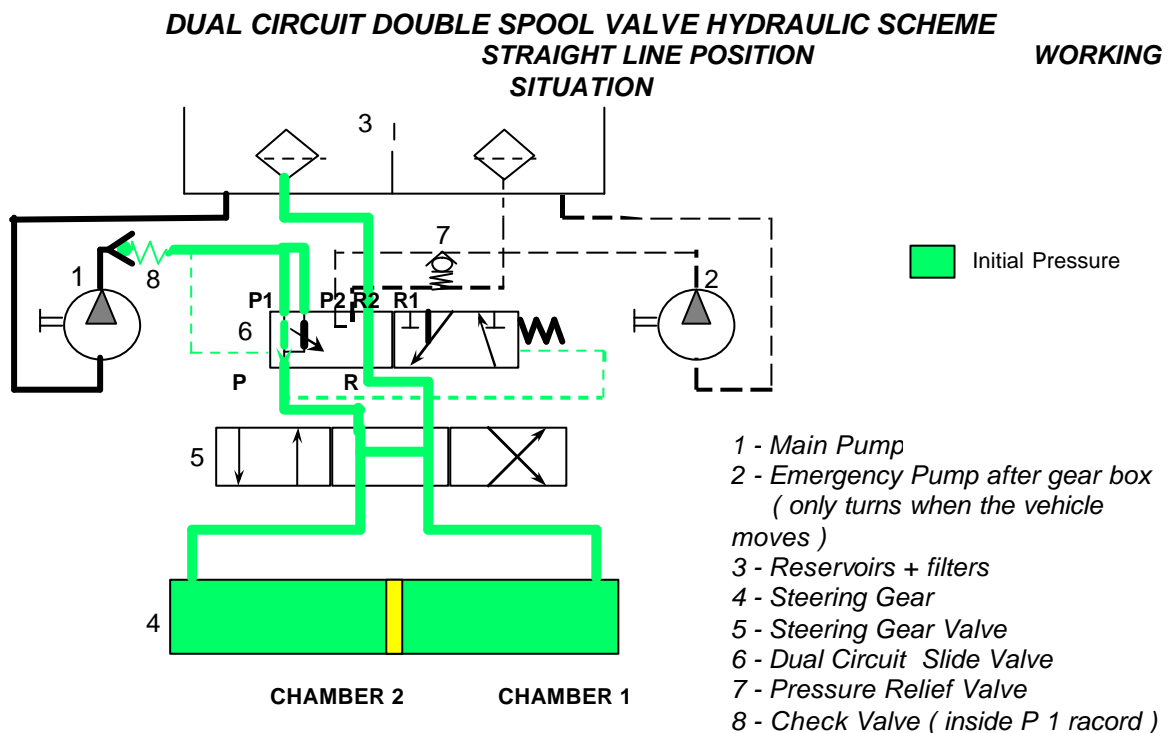 DUAL CIRCUIT DOUBLE SPOOL VALVE HYDRAULIC SCHEME
STRAIGHT LINE POSITION WORKING
SITUATION
3
7
1
8
2
Initial Pressure
P1 P2 R2 R1
6
P R
5
4
CHAMBER 2 CHAMBER 1
1 - Main Pump
2 - Emergency Pump after gear box
( only turns when the vehicle
moves )
3 - Reservoirs + filters
4 - Steering Gear
5 - Steering Gear Valve
6 - Dual Circuit Slide Valve
7 - Pressure Relief Valve
8 - Check Valve ( inside P 1 racord )